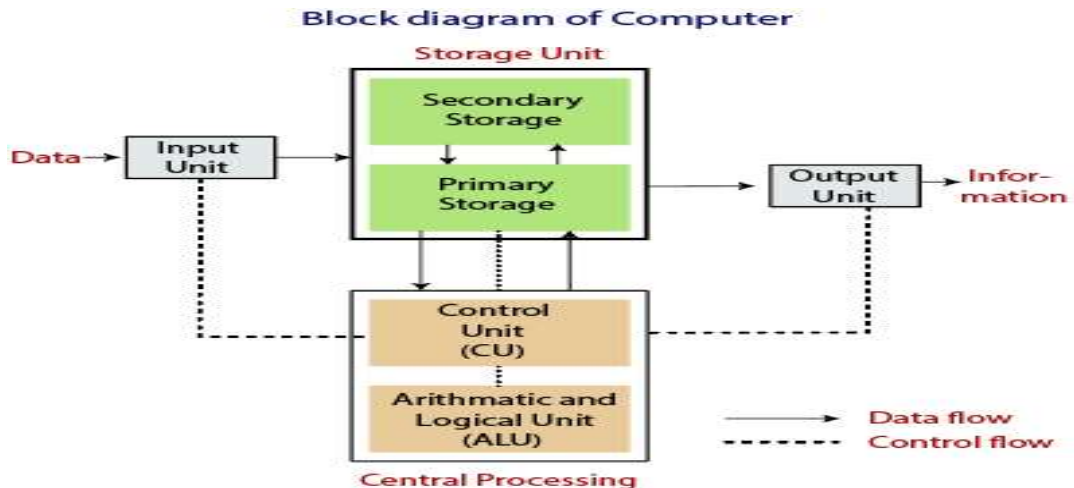 Block diagram of Computer
Storage Unit
Secondary
Storage
Data
Input
Unit
Primary
Storage
Output
Unit
Infor-
mation
Control
Unit
(CU)
Arithmatic and
Logical Unit
(ALU)
Data flow
Control flow
Central Processing